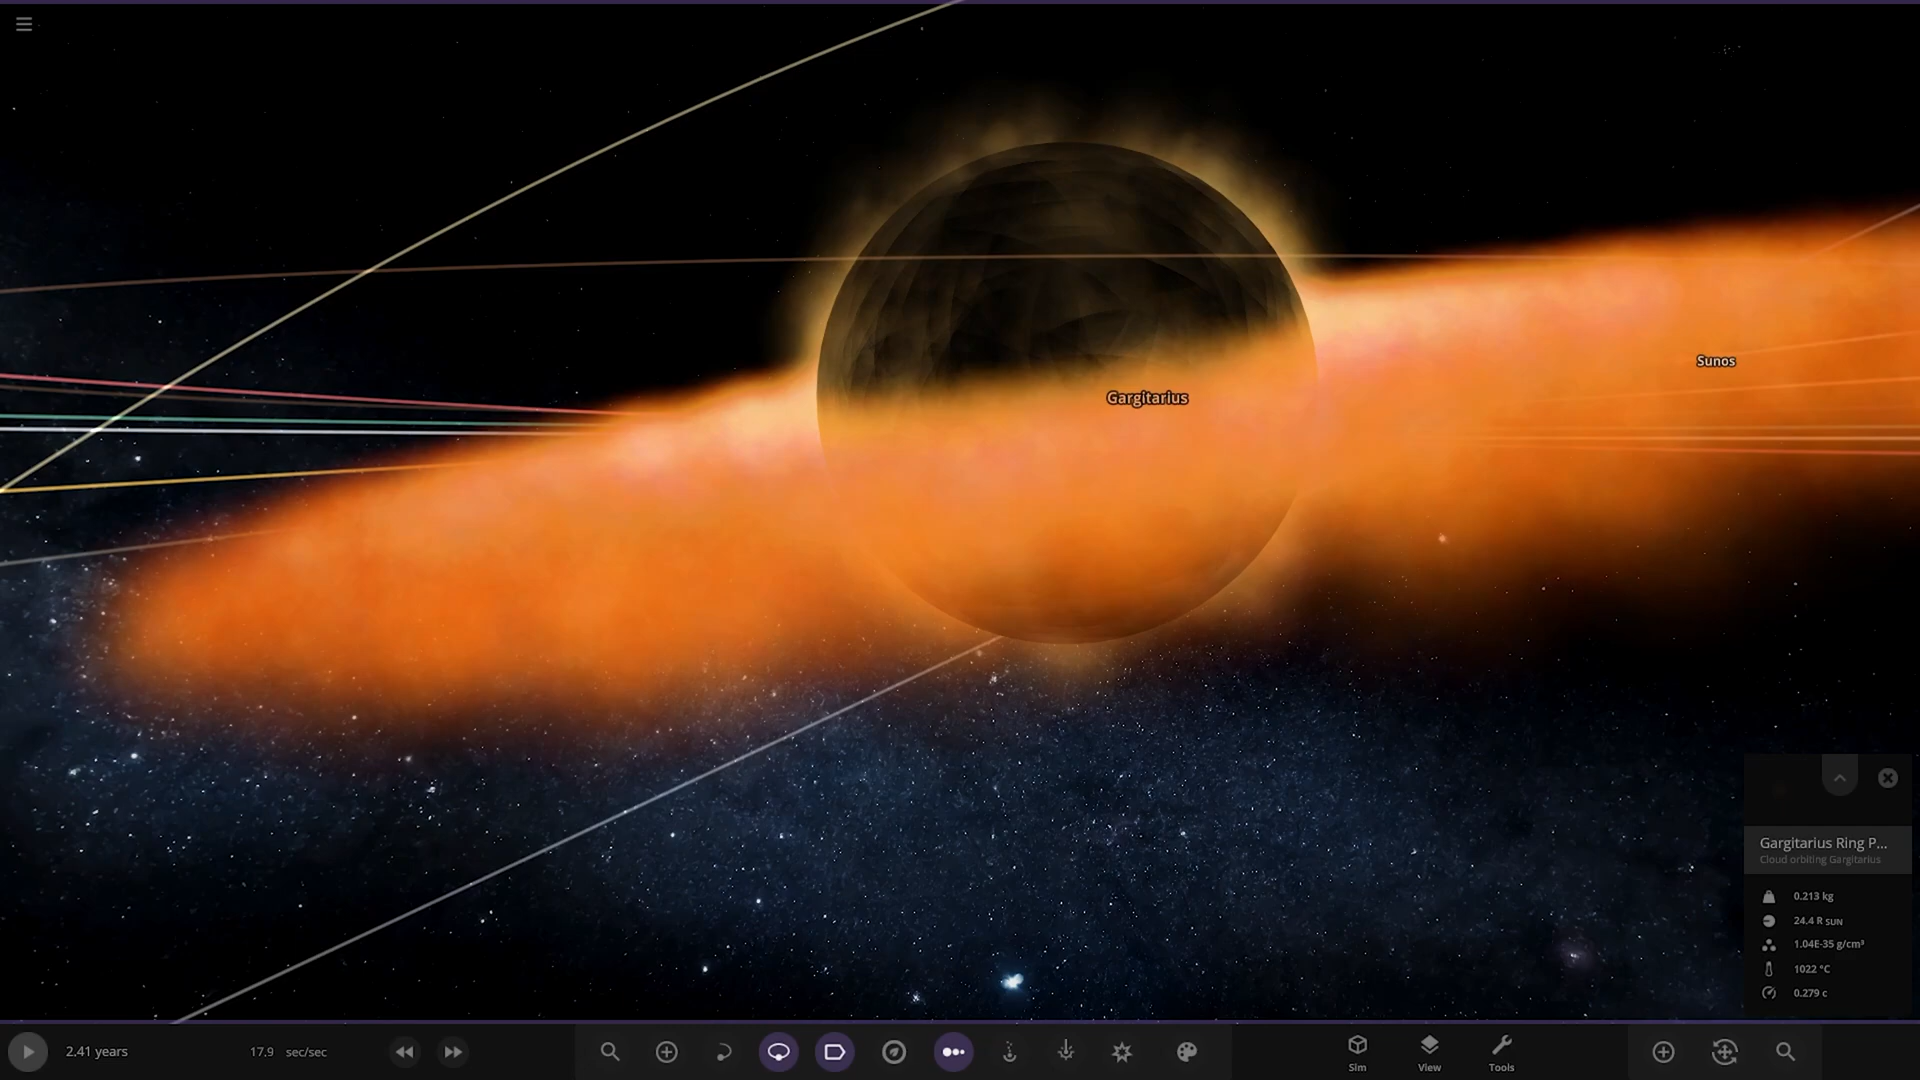 Sunos
Gargitarius
Gargitarius Ring P...
Cloud orbiting Gargitarius
0.213 kg
24.4 R SUN
1.04E-35 g/cm³
1022 °C
0.279 c
2.41 years
17.9 sec/sec
Sim
View
Tools